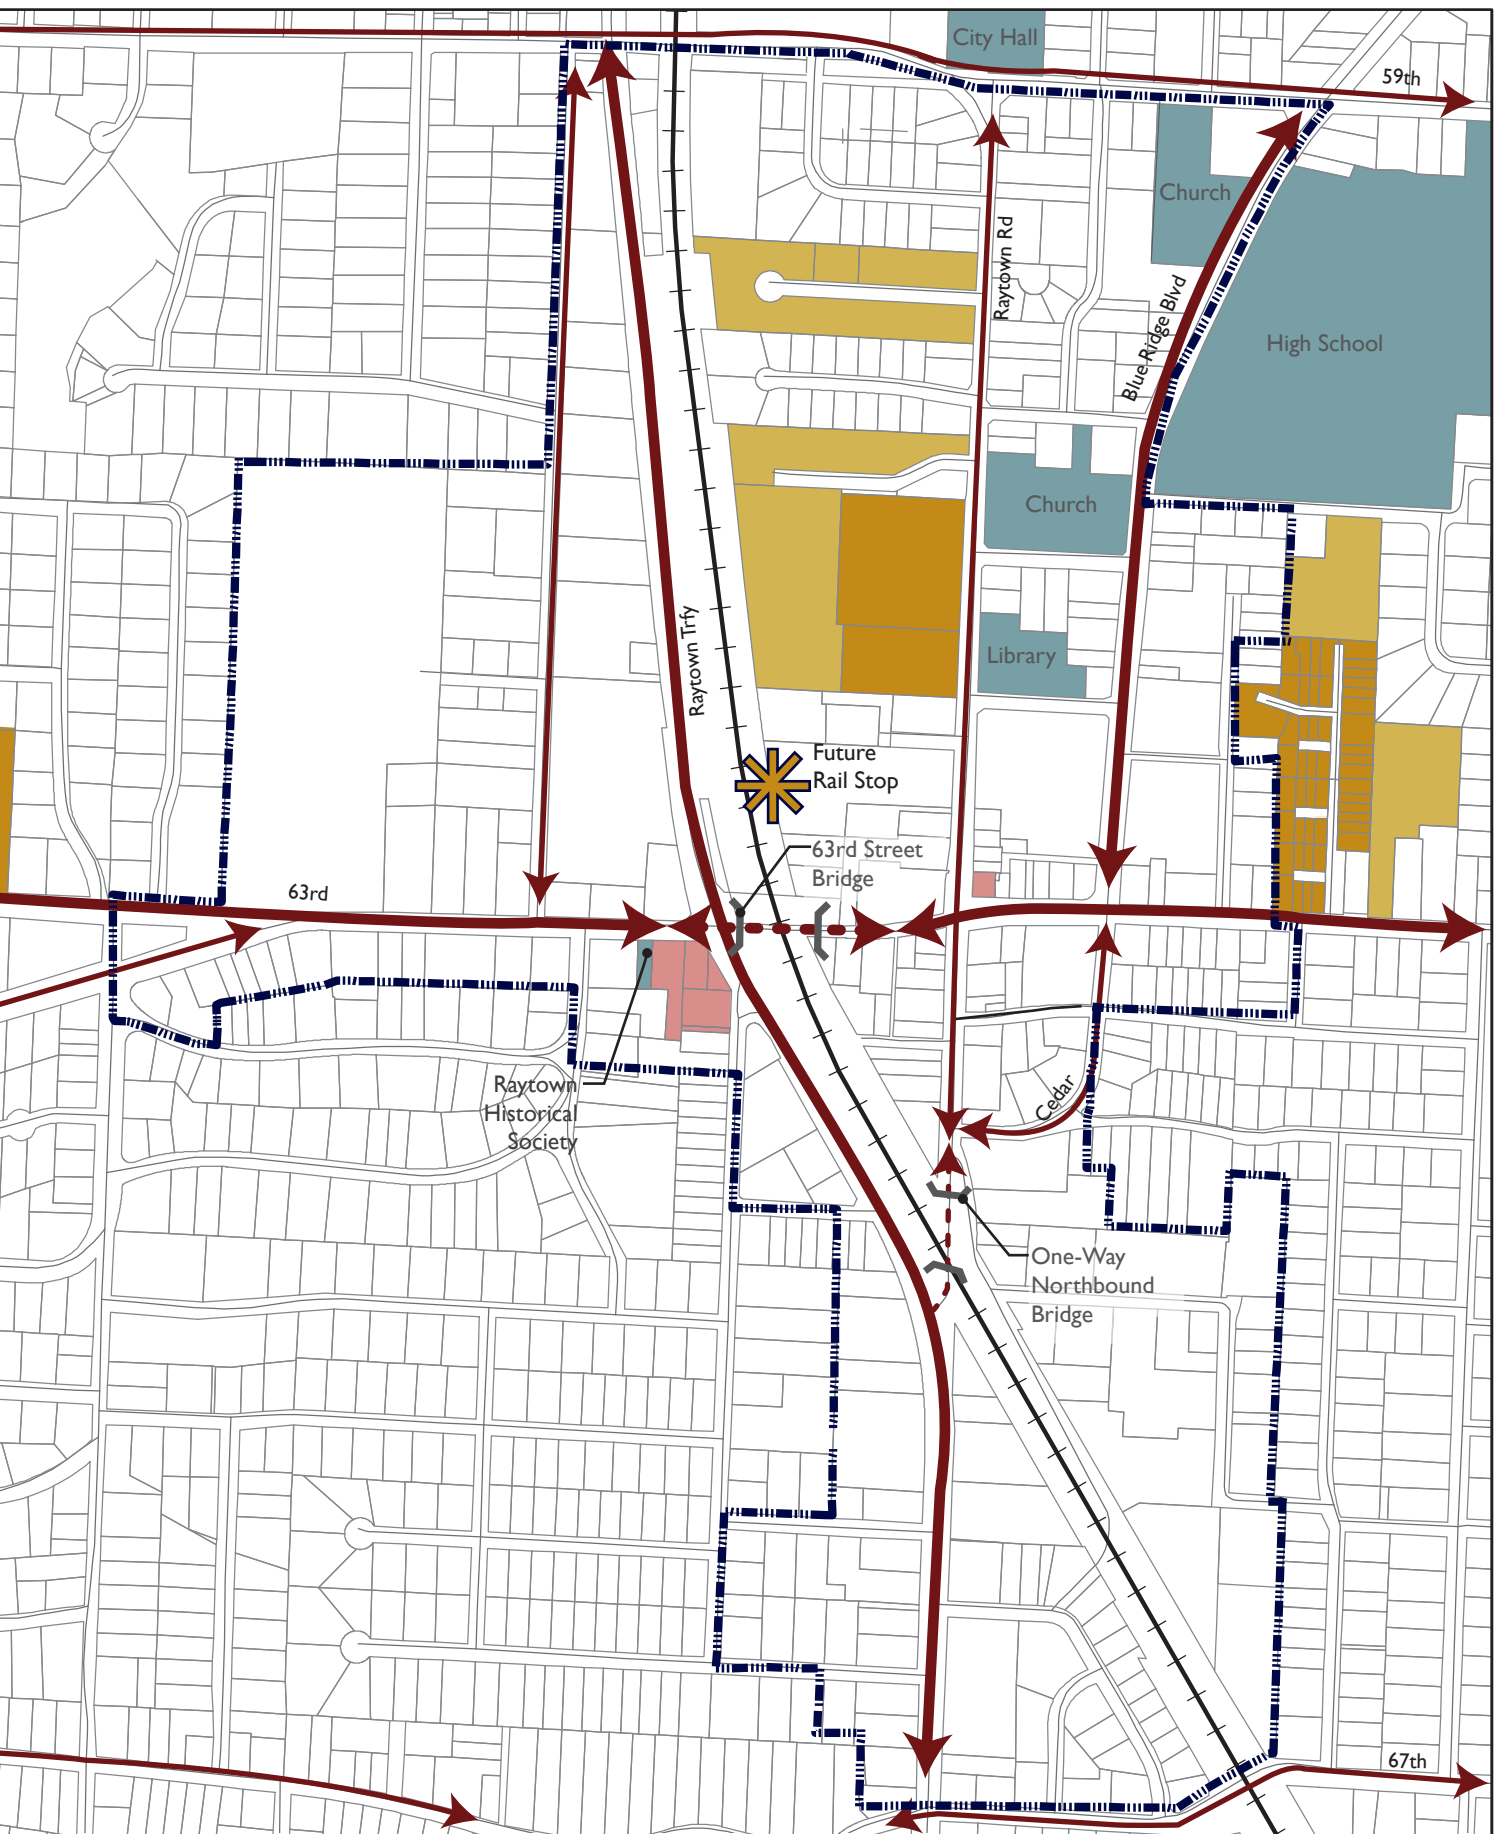 City Hall
59th
Church
Raytown Rd
Blue Ridge Blvd
High School
Church
Raytown Trfy
Library
Future
Rail Stop
63rd Street
Bridge
63rd
Raytown
Historical
Society
Cedar
One-Way
Northbound
Bridge
67th